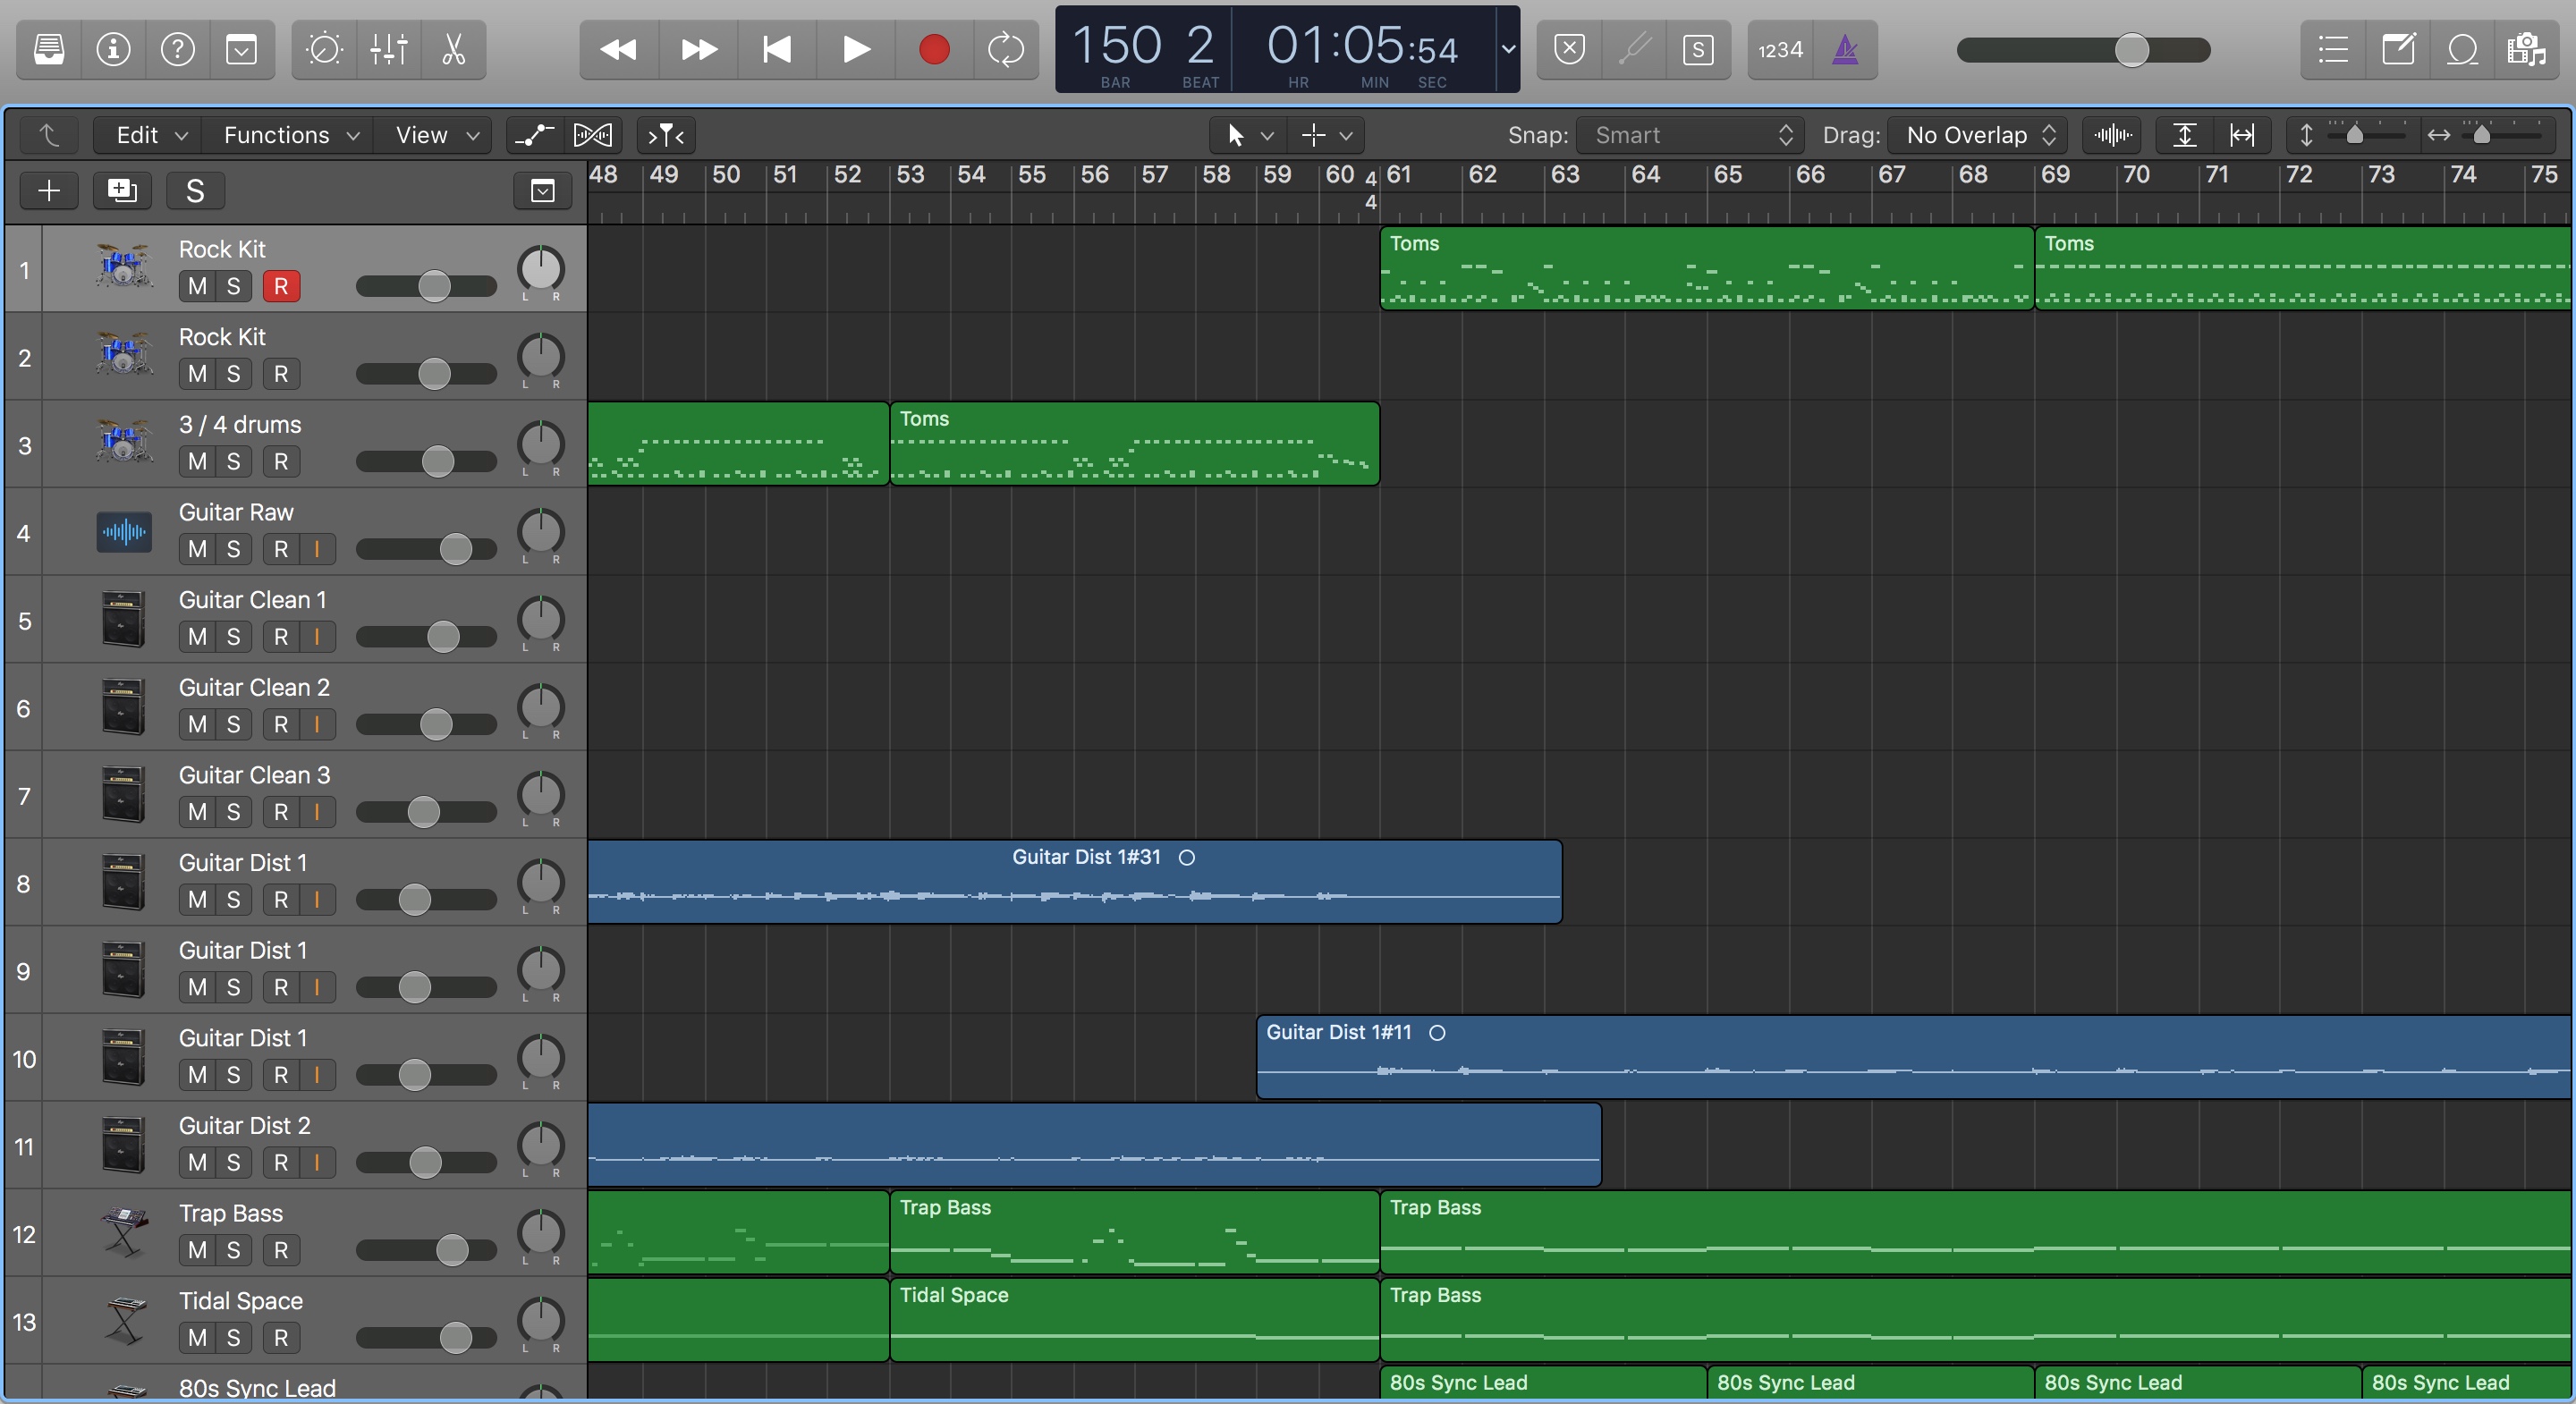 150 2 01:05:54
BAR BEAT HR MIN SEC
S 1234
Edit Functions View Snap: Smart Drag: No Overlap
S
48 49 50 51 52 53 54 55 56 57 58 59 60 4 61 62 63 64 65 66 67 68 69 70 71 72 73 74 75
4
1 Rock Kit Toms Toms
M S R L R
2 Rock Kit
M S R L R
3 3 / 4 drums Toms
M S R L R
4 Guitar Raw
M S R I L R
5 Guitar Clean 1
M S R I L R
6 Guitar Clean 2
M S R I L R
7 Guitar Clean 3
M S R I L R
8 Guitar Dist 1 Guitar Dist 1#31
M S R I L R
9 Guitar Dist 1
M S R I L R
10 Guitar Dist 1 Guitar Dist 1#11
M S R I L R
11 Guitar Dist 2
M S R I L R
12 Trap Bass Trap Bass Trap Bass
M S R L R
13 Tidal Space Tidal Space Trap Bass
M S R L R
80s Sync Lead 80s Sync Lead 80s Sync Lead 80s Sync Lead 80s Sync Lead